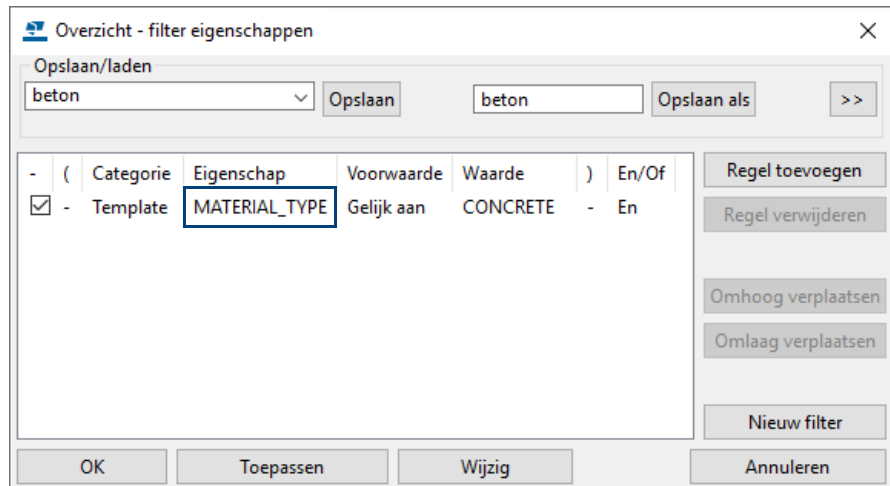 Overzicht - filter eigenschappen
Opslaan/laden
beton Opslaan beton Opslaan als >>
- ( Categorie Eigenschap Voorwaarde Waarde ) En/Of
- Template MATERIAL_TYPE Gelijk aan CONCRETE - En
Regel toevoegen
Regel verwijderen
Omhoog verplaatsen
Omlaag verplaatsen
Nieuw filter
OK Toepassen Wijzig Annuleren